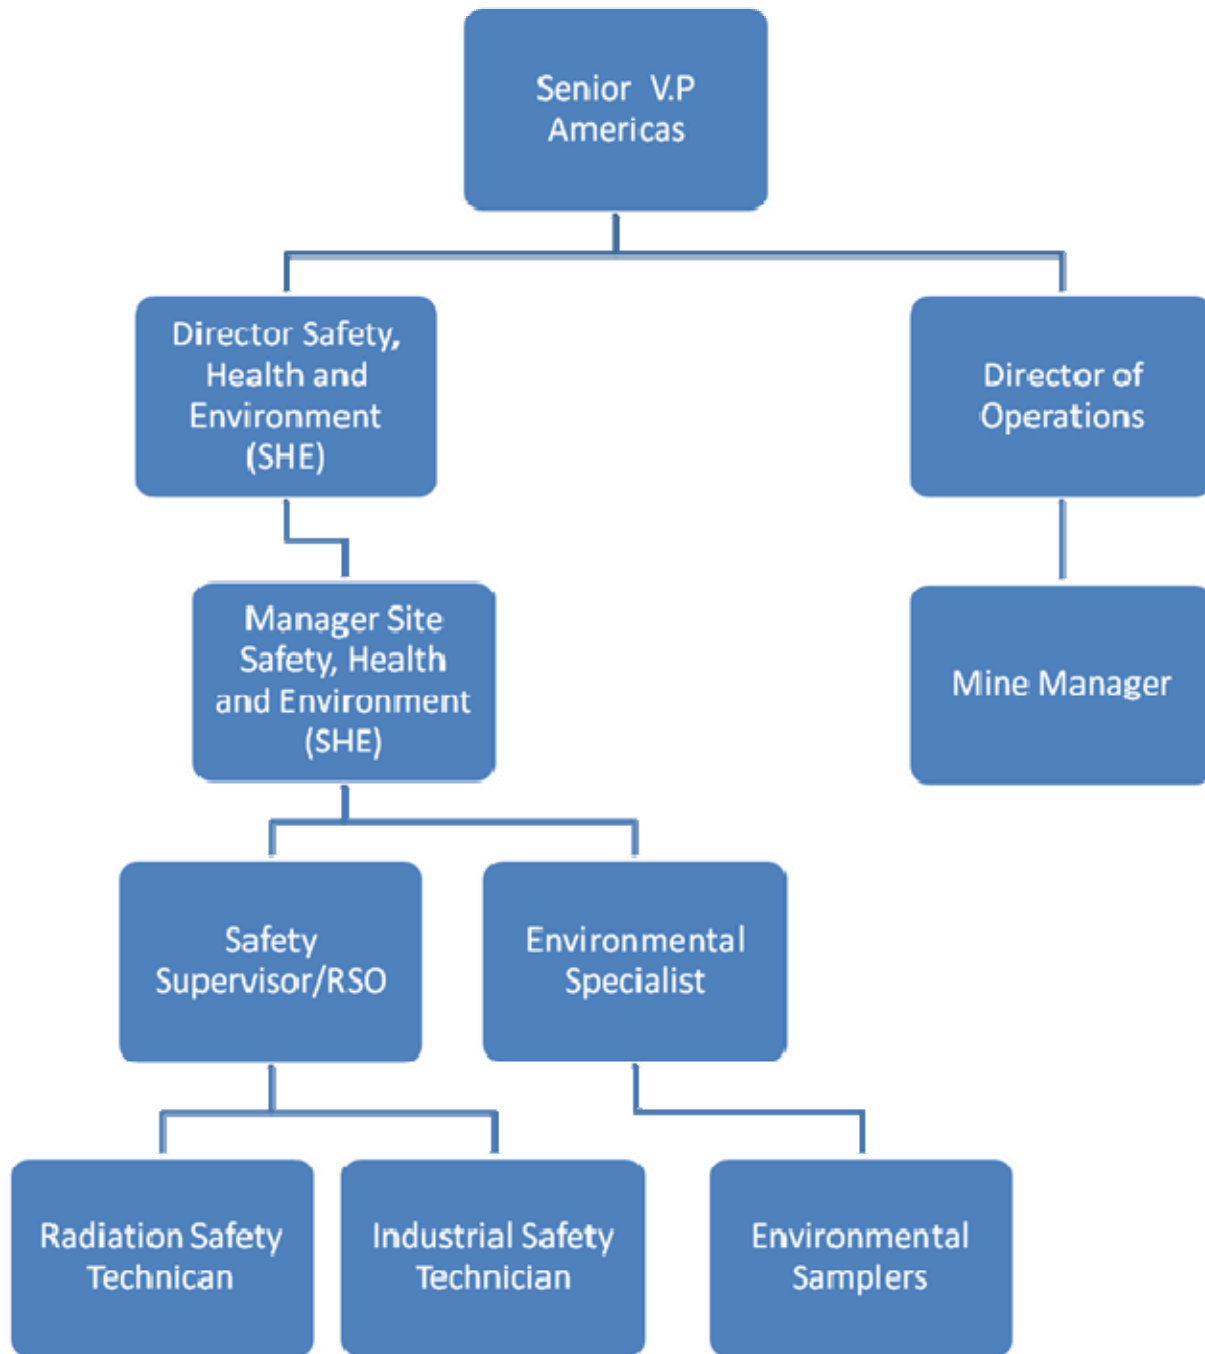 Senior V.P
Americas
Director Safety,
Health and
Environment
(SHE)
Director of
Operations
Manager Site
Safety, Health
and Environment
(SHE)
Mine Manager
Safety
Supervisor/RSO
Environmental
Specialist
Radiation Safety
Technican
Industrial Safety
Technician
Environmental
Samplers